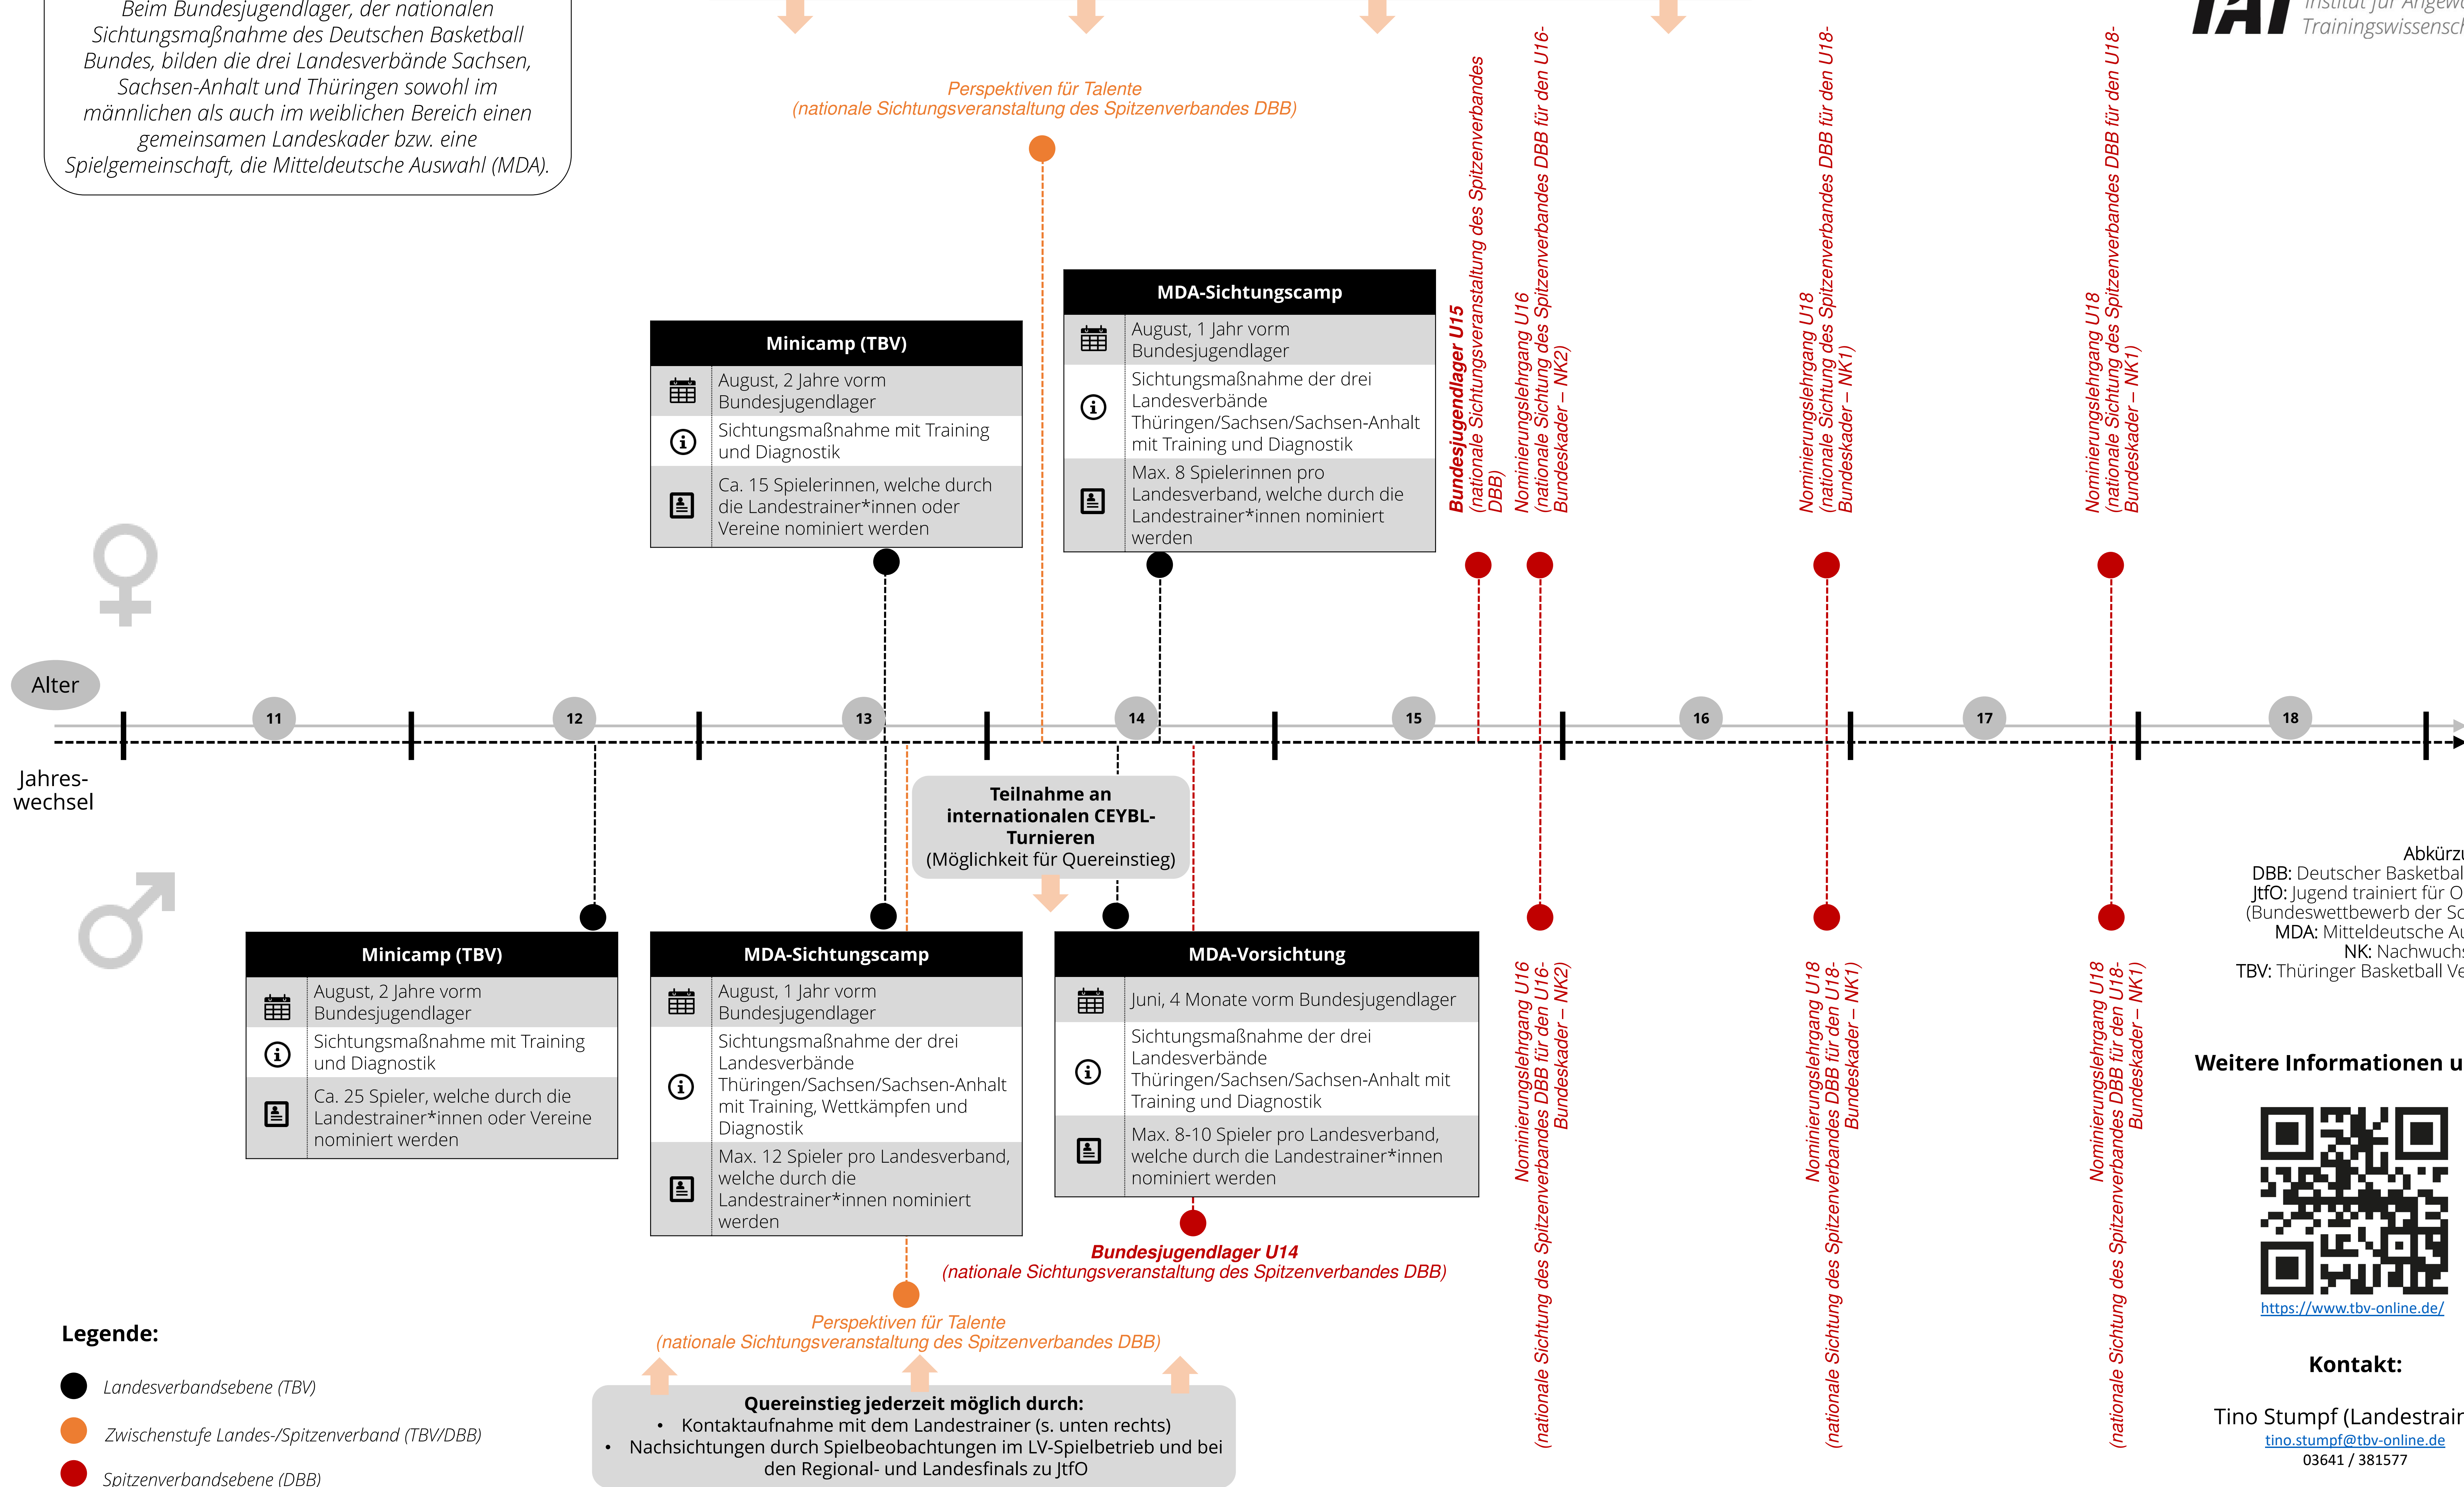 Beim Bundesjugendlager, der nationalen
Sichtungsmaßnahme des Deutschen Basketball
Bundes, bilden die drei Landesverbände Sachsen,
Sachsen-Anhalt und Thüringen sowohl im
männlichen als auch im weiblichen Bereich einen
gemeinsamen Landeskader bzw. eine
Spielgemeinschaft, die Mitteldeutsche Auswahl (MDA).
IAT
Institut für Angew
Trainingswissensch
Perspektiven für Talente
(nationale Sichtungsveranstaltung des Spitzenverbandes DBB)
Minicamp (TBV)
August, 2 Jahre vorm
Bundesjugendlager
Sichtungsmaßnahme mit Training
und Diagnostik
Ca. 15 Spielerinnen, welche durch
die Landestrainer*innen oder
Vereine nominiert werden
MDA-Sichtungscamp
August, 1 Jahr vorm
Bundesjugendlager
Sichtungsmaßnahme der drei
Landesverbände
Thüringen/Sachsen/Sachsen-Anhalt
mit Training und Diagnostik
Max. 8 Spielerinnen pro
Landesverband, welche durch die
Landestrainer*innen nominiert
werden
Bundesjugendlager U15
(nationale Sichtungsveranstaltung des Spitzenverbandes
DBB)
Nominierungslehrgang U16
(nationale Sichtung des Spitzenverbandes DBB für den U16-
Bundeskader – NK2)
Nominierungslehrgang U18
(nationale Sichtung des Spitzenverbandes DBB für den U18-
Bundeskader – NK1)
Nominierungslehrgang U18
(nationale Sichtung des Spitzenverbandes DBB für den U18-
Bundeskader – NK1)
Alter
11
12
13
14
15
16
17
18
Jahres-
wechsel
Teilnahme an
internationalen CEYBL-
Turnieren
(Möglichkeit für Quereinstieg)
Minicamp (TBV)
August, 2 Jahre vorm
Bundesjugendlager
Sichtungsmaßnahme mit Training
und Diagnostik
Ca. 25 Spieler, welche durch die
Landestrainer*innen oder Vereine
nominiert werden
MDA-Sichtungscamp
August, 1 Jahr vorm
Bundesjugendlager
Sichtungsmaßnahme der drei
Landesverbände
Thüringen/Sachsen/Sachsen-Anhalt
mit Training, Wettkämpfen und
Diagnostik
Max. 12 Spieler pro Landesverband,
welche durch die
Landestrainer*innen nominiert
werden
MDA-Vorsichtung
Juni, 4 Monate vorm Bundesjugendlager
Sichtungsmaßnahme der drei
Landesverbände
Thüringen/Sachsen/Sachsen-Anhalt mit
Training und Diagnostik
Max. 8-10 Spieler pro Landesverband,
welche durch die Landestrainer*innen
nominiert werden
Bundesjugendlager U14
(nationale Sichtungsveranstaltung des Spitzenverbandes DBB)
Perspektiven für Talente
(nationale Sichtungsveranstaltung des Spitzenverbandes DBB)
Quereinstieg jederzeit möglich durch:
• Kontaktaufnahme mit dem Landestrainer (s. unten rechts)
• Nachsichtungen durch Spielbeobachtungen im LV-Spielbetrieb und bei
den Regional- und Landesfinals zu JtfO
Nominierungslehrgang U16
(nationale Sichtung des Spitzenverbandes DBB für den U16-
Bundeskader – NK2)
Nominierungslehrgang U18
(nationale Sichtung des Spitzenverbandes DBB für den U18-
Bundeskader – NK1)
Nominierungslehrgang U18
(nationale Sichtung des Spitzenverbandes DBB für den U18-
Bundeskader – NK1)
Abkürzu
DBB: Deutscher Basketbal
JtfO: Jugend trainiert für O
(Bundeswettbewerb der Sc
MDA: Mitteldeutsche Au
NK: Nachwuchs
TBV: Thüringer Basketball Ve
Weitere Informationen u
https://www.tbv-online.de/
Kontakt:
Tino Stumpf (Landestrain
tino.stumpf@tbv-online.de
03641 / 381577
Legende:
Landesverbandsebene (TBV)
Zwischenstufe Landes-/Spitzenverband (TBV/DBB)
Spitzenverbandsebene (DBB)